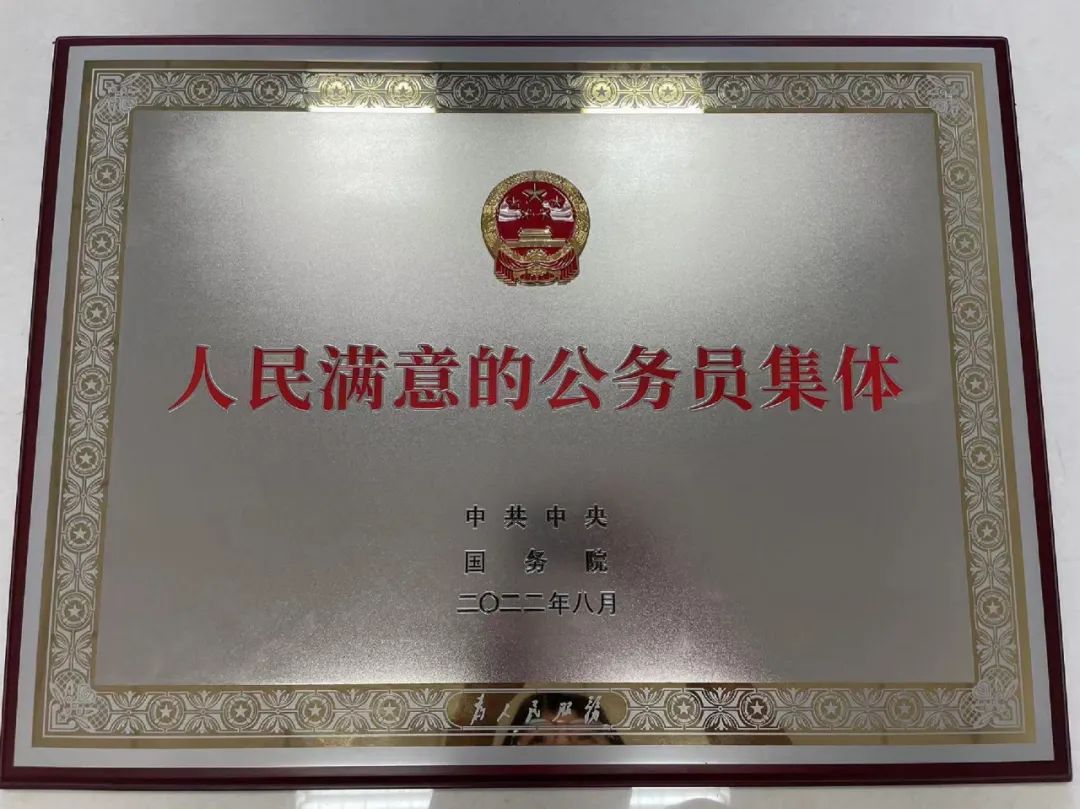 人民满意的公务员集体
中共中央
国务院
二〇二二年八月
为人民服务